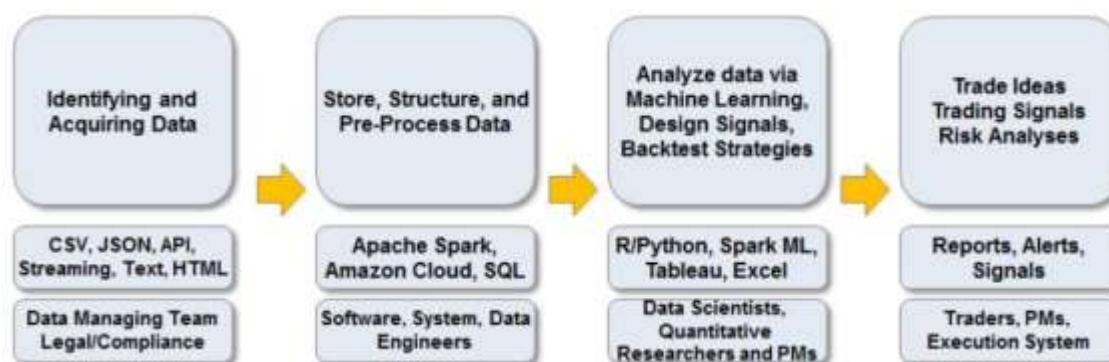 Identifying and
Acquiring Data
Store, Structure, and
Pre-Process Data
Analyze data via
Machine Learning,
Design Signals,
Backtest Strategies
Trade Ideas
Trading Signals
Risk Analyses
CSV, JSON, API,
Streaming, Text, HTML
Apache Spark,
Amazon Cloud, SQL
R/Python, Spark ML,
Tableau, Excel
Reports, Alerts,
Signals
Data Managing Team
Legal/Compliance
Software, System, Data
Engineers
Data Scientists,
Quantitative
Researchers and PMs
Traders, PMs,
Execution System